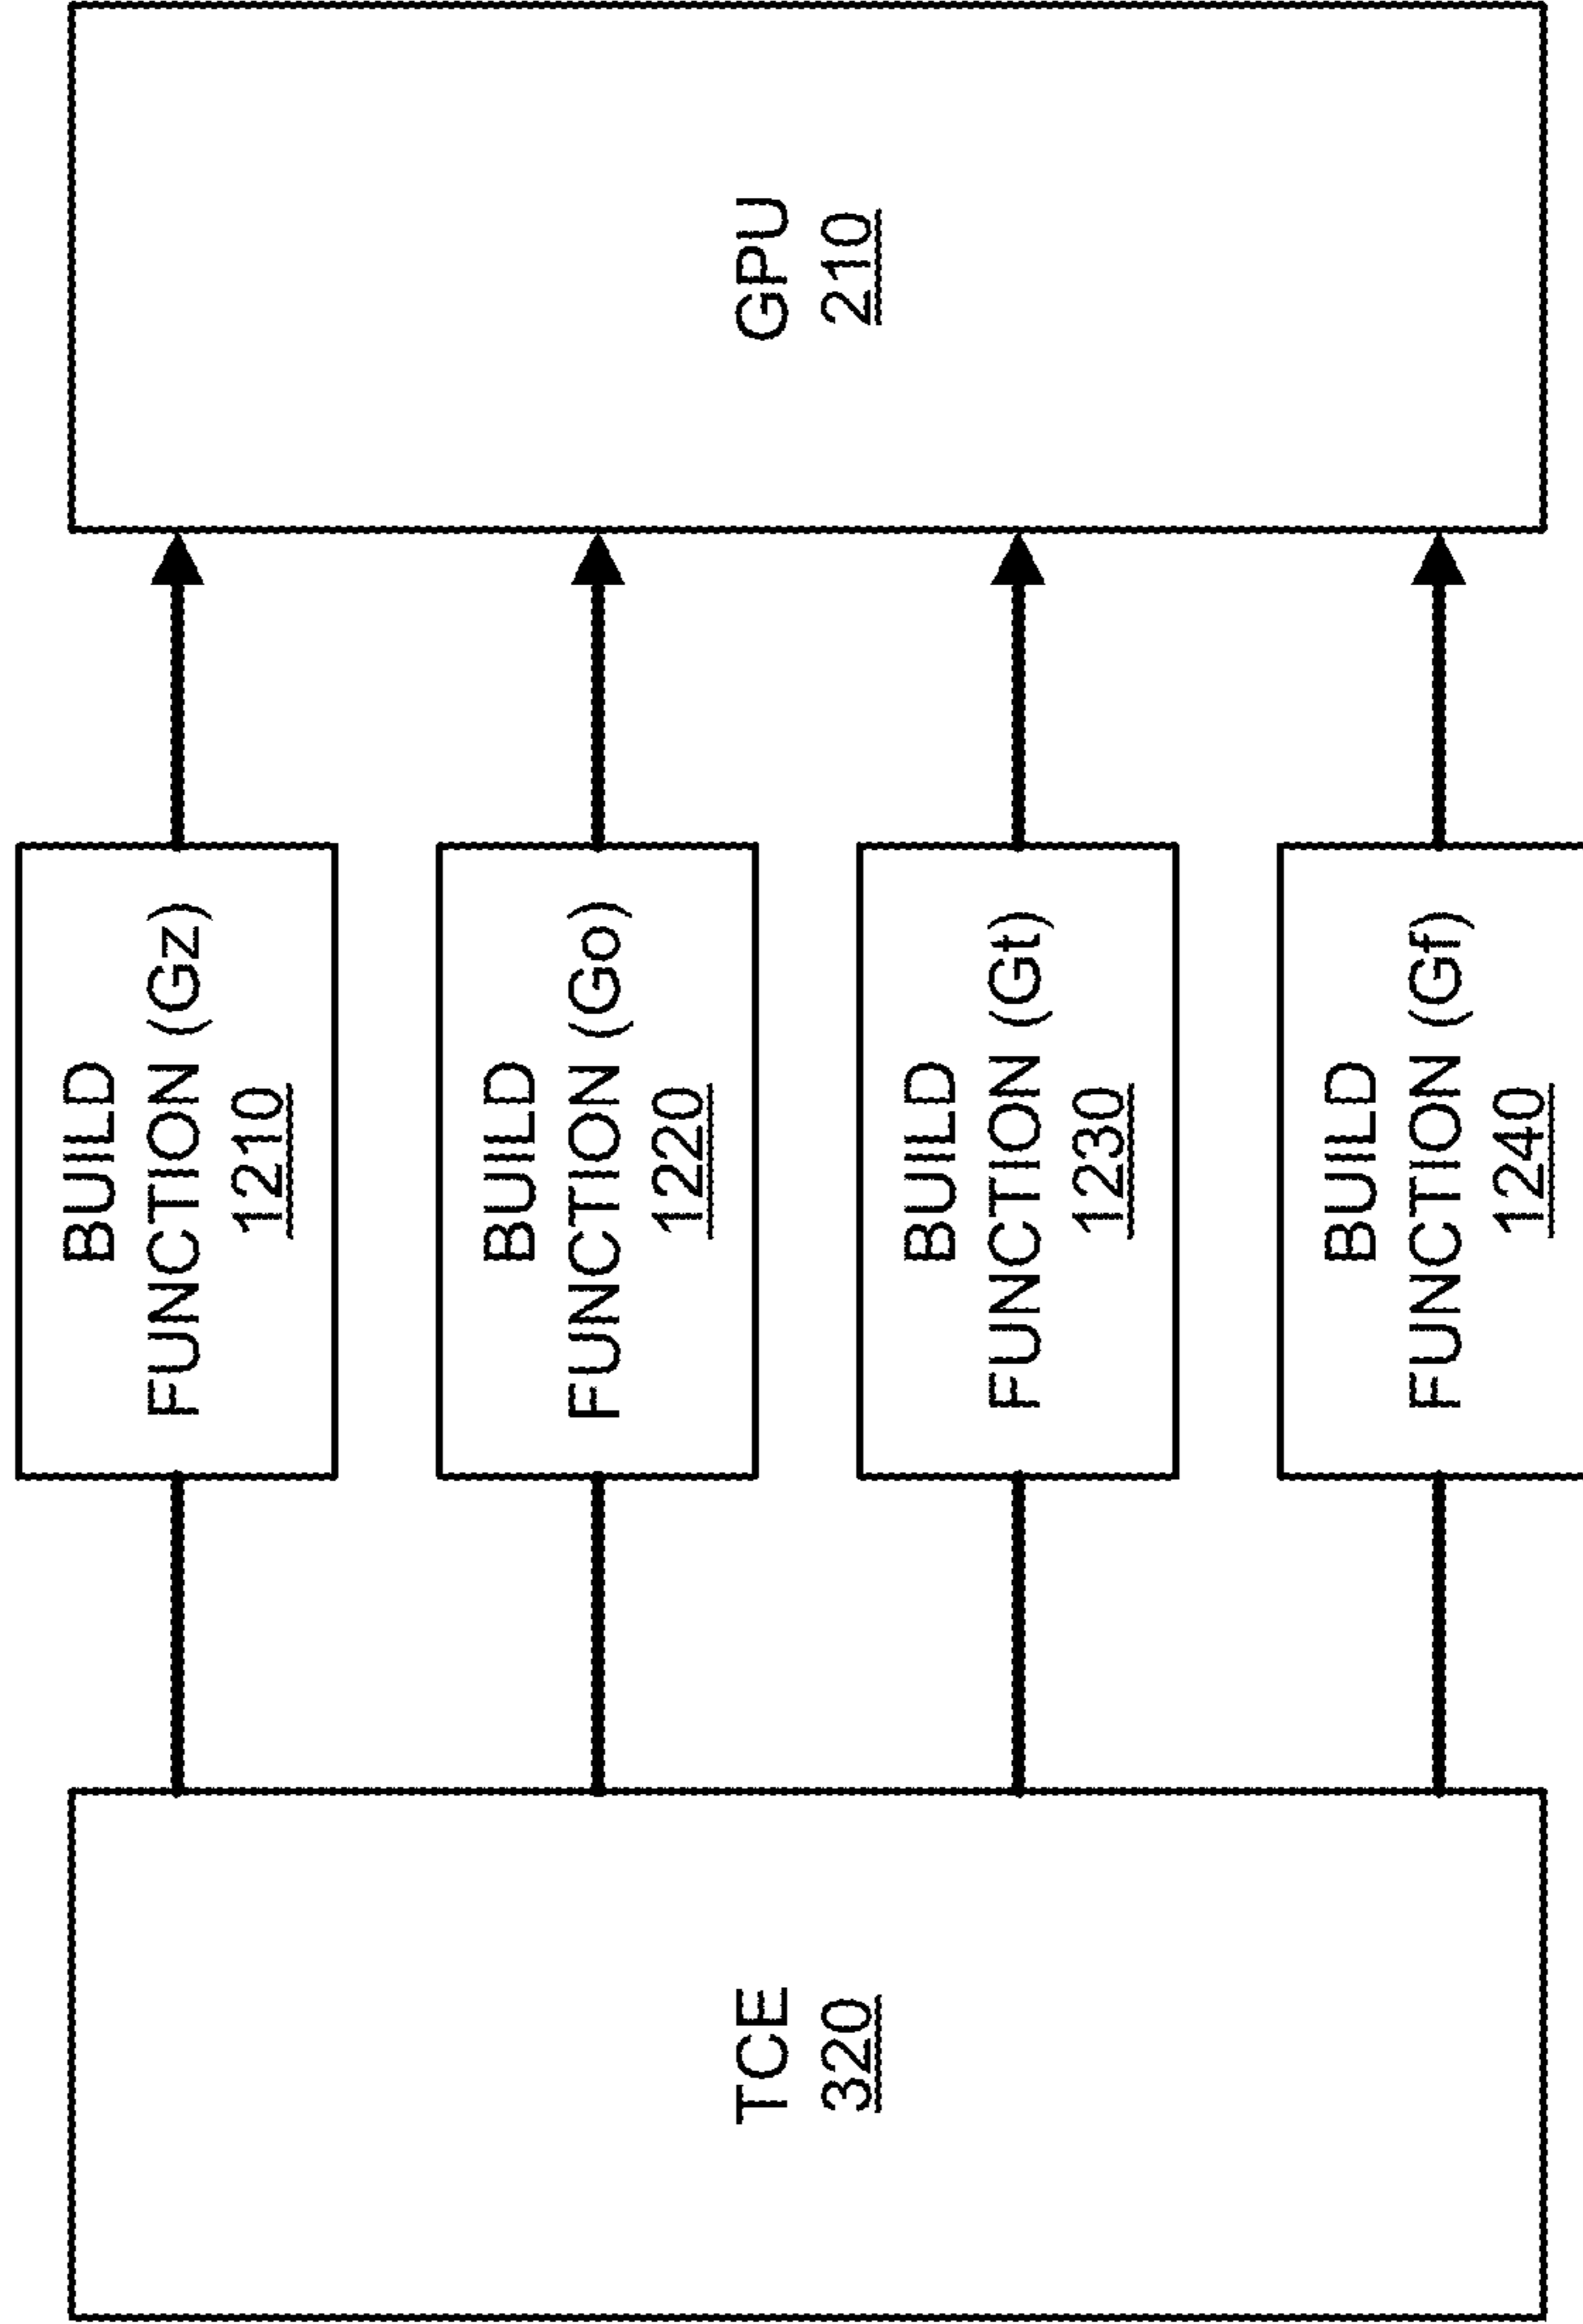 TCE
320
BUILD
FUNCTION (Gz)
1210
BUILD
FUNCTION (Go)
1220
BUILD
FUNCTION (Gt)
1230
BUILD
FUNCTION (Gf)
1240
GPU
210